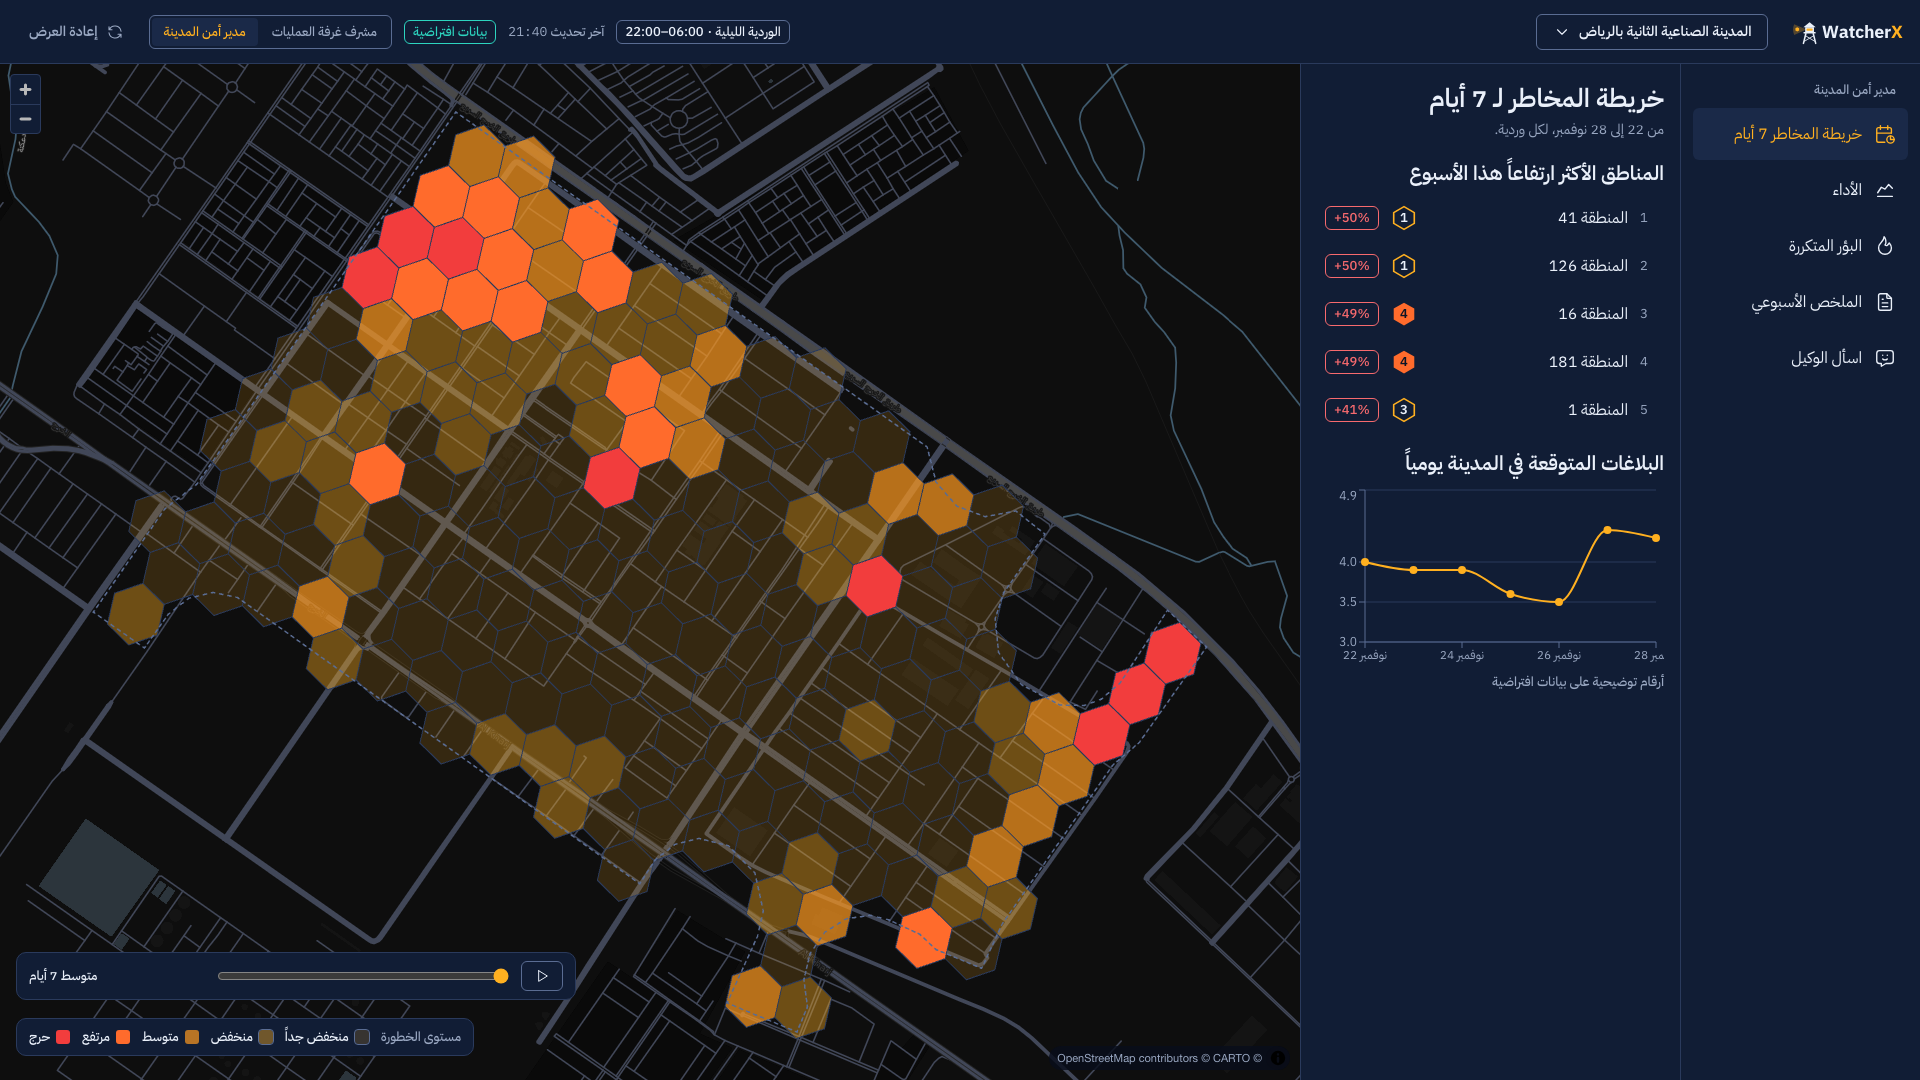 WatcherX
المدينة الصناعية الثانية بالرياض
الوردية الليلية · 06:00–22:00
آخر تحديث 21:40
بيانات افتراضية
مشرف غرفة العمليات
مدير أمن المدينة
إعادة العرض
مدير أمن المدينة
خريطة المخاطر 7 أيام
الأداء
البؤر المتكررة
الملخص الأسبوعي
اسأل الوكيل
خريطة المخاطر لـ 7 أيام
من 22 إلى 28 نوفمبر، لكل وردية.
المناطق الأكثر ارتفاعاً هذا الأسبوع
1 المنطقة 41 1 +50%
2 المنطقة 126 1 +50%
3 المنطقة 16 4 +49%
4 المنطقة 181 4 +49%
5 المنطقة 1 3 +41%
البلاغات المتوقعة في المدينة يومياً
4.9
4.0
3.5
3.0
22 نوفمبر
24 نوفمبر
26 نوفمبر
28 نوفمبر
أرقام توضيحية على بيانات افتراضية
+
−
متوسط 7 أيام
مستوى الخطورة
منخفض جداً
منخفض
متوسط
مرتفع
حرج
OpenStreetMap contributors © CARTO ©